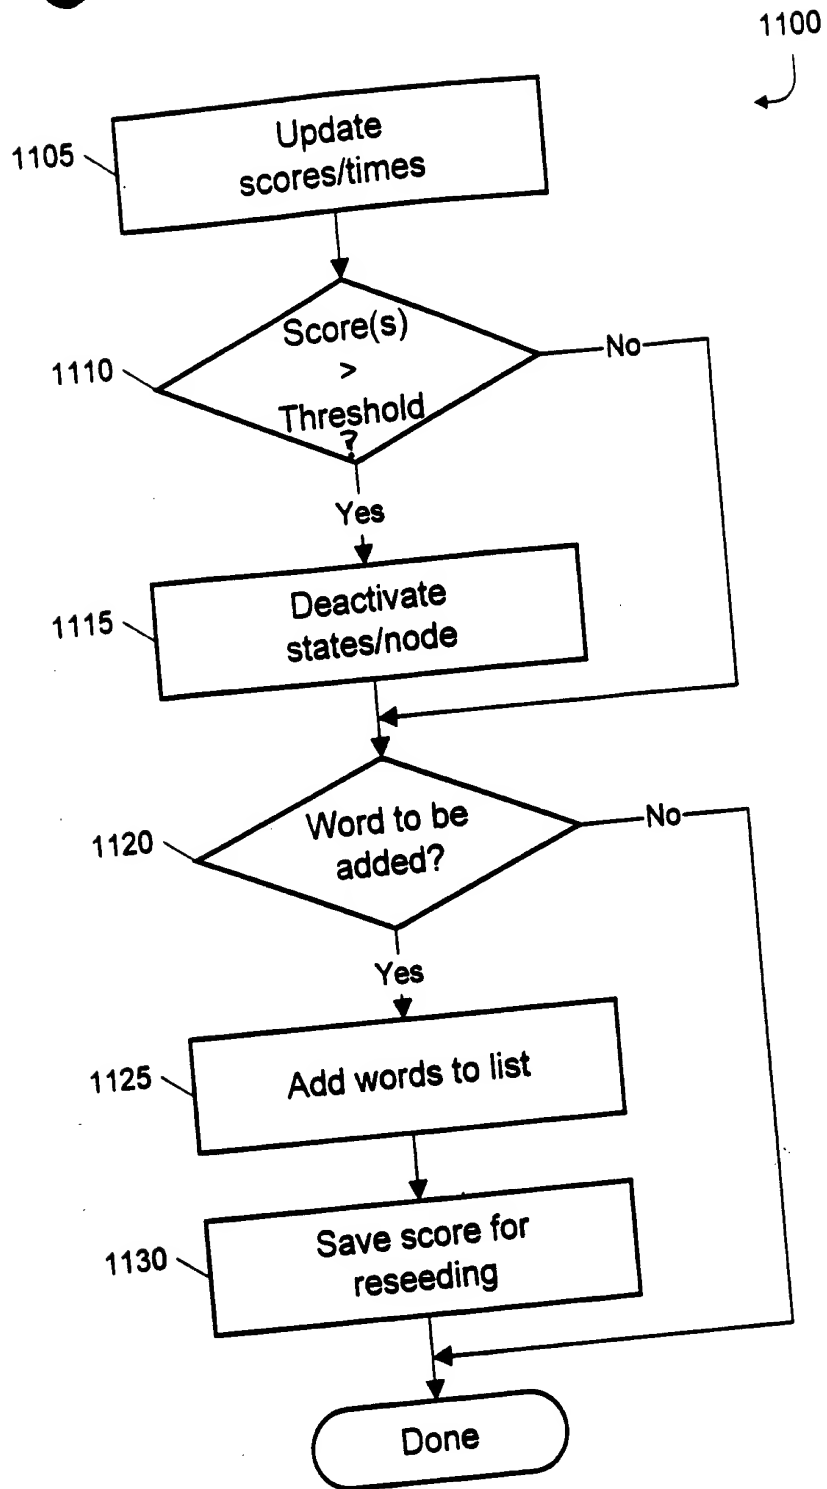 1100
1105
Update
scores/times
1110
Score(s)
>
Threshold
?
No
Yes
1115
Deactivate
states/node
1120
Word to be
added?
No
Yes
1125
Add words to list
1130
Save score for
reseeding
Done